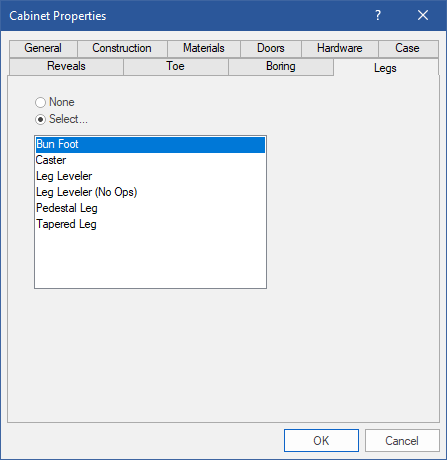 Cabinet Properties ?
General Construction Materials Doors Hardware Case
Reveals Toe Boring Legs
None
Select...
Bun Foot
Caster
Leg Leveler
Leg Leveler (No Ops)
Pedestal Leg
Tapered Leg
OK Cancel